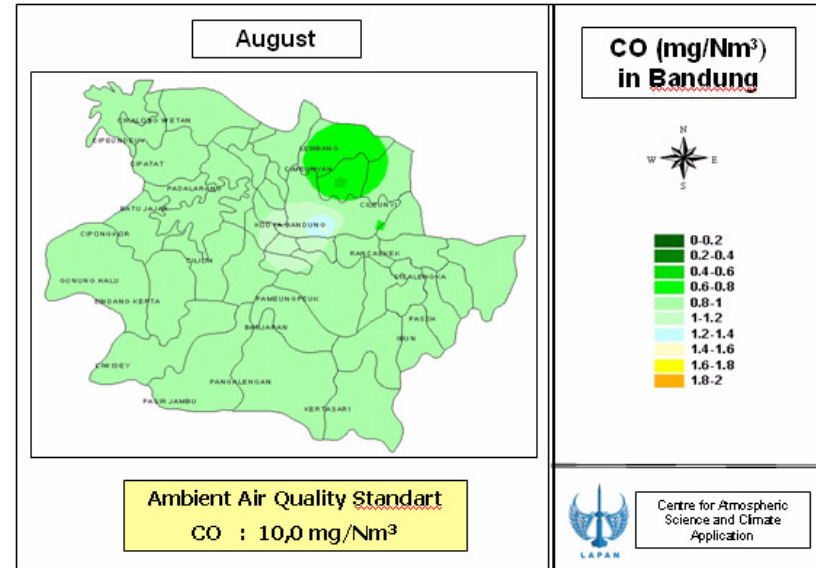 August
CO (mg/Nm³)
in Bandung
N
W E
S
CIKALONG WETAN
CIPEUNDEUY
CIPATAT
PADALARANG
BATUJAJAR
CIPONGKOR
GUNUNG HALU
SINDANG KERTA
CILILIN
LEMBANG
CIMEUNYAN
CILEUNYI
KODYA BANDUNG
RANCAEKEK
CICALENGKA
PAMEUNGPEUK
BANJARAN
PASEH
IBUN
CIWIDEY
PANGALENGAN
PASIR JAMBU
KERTASARI
0-0.2
0.2-0.4
0.4-0.6
0.6-0.8
0.8-1
1-1.2
1.2-1.4
1.4-1.6
1.6-1.8
1.8-2
Ambient Air Quality Standart
CO : 10,0 mg/Nm³
LAPAN
Centre for Atmospheric
Science and Climate
Application